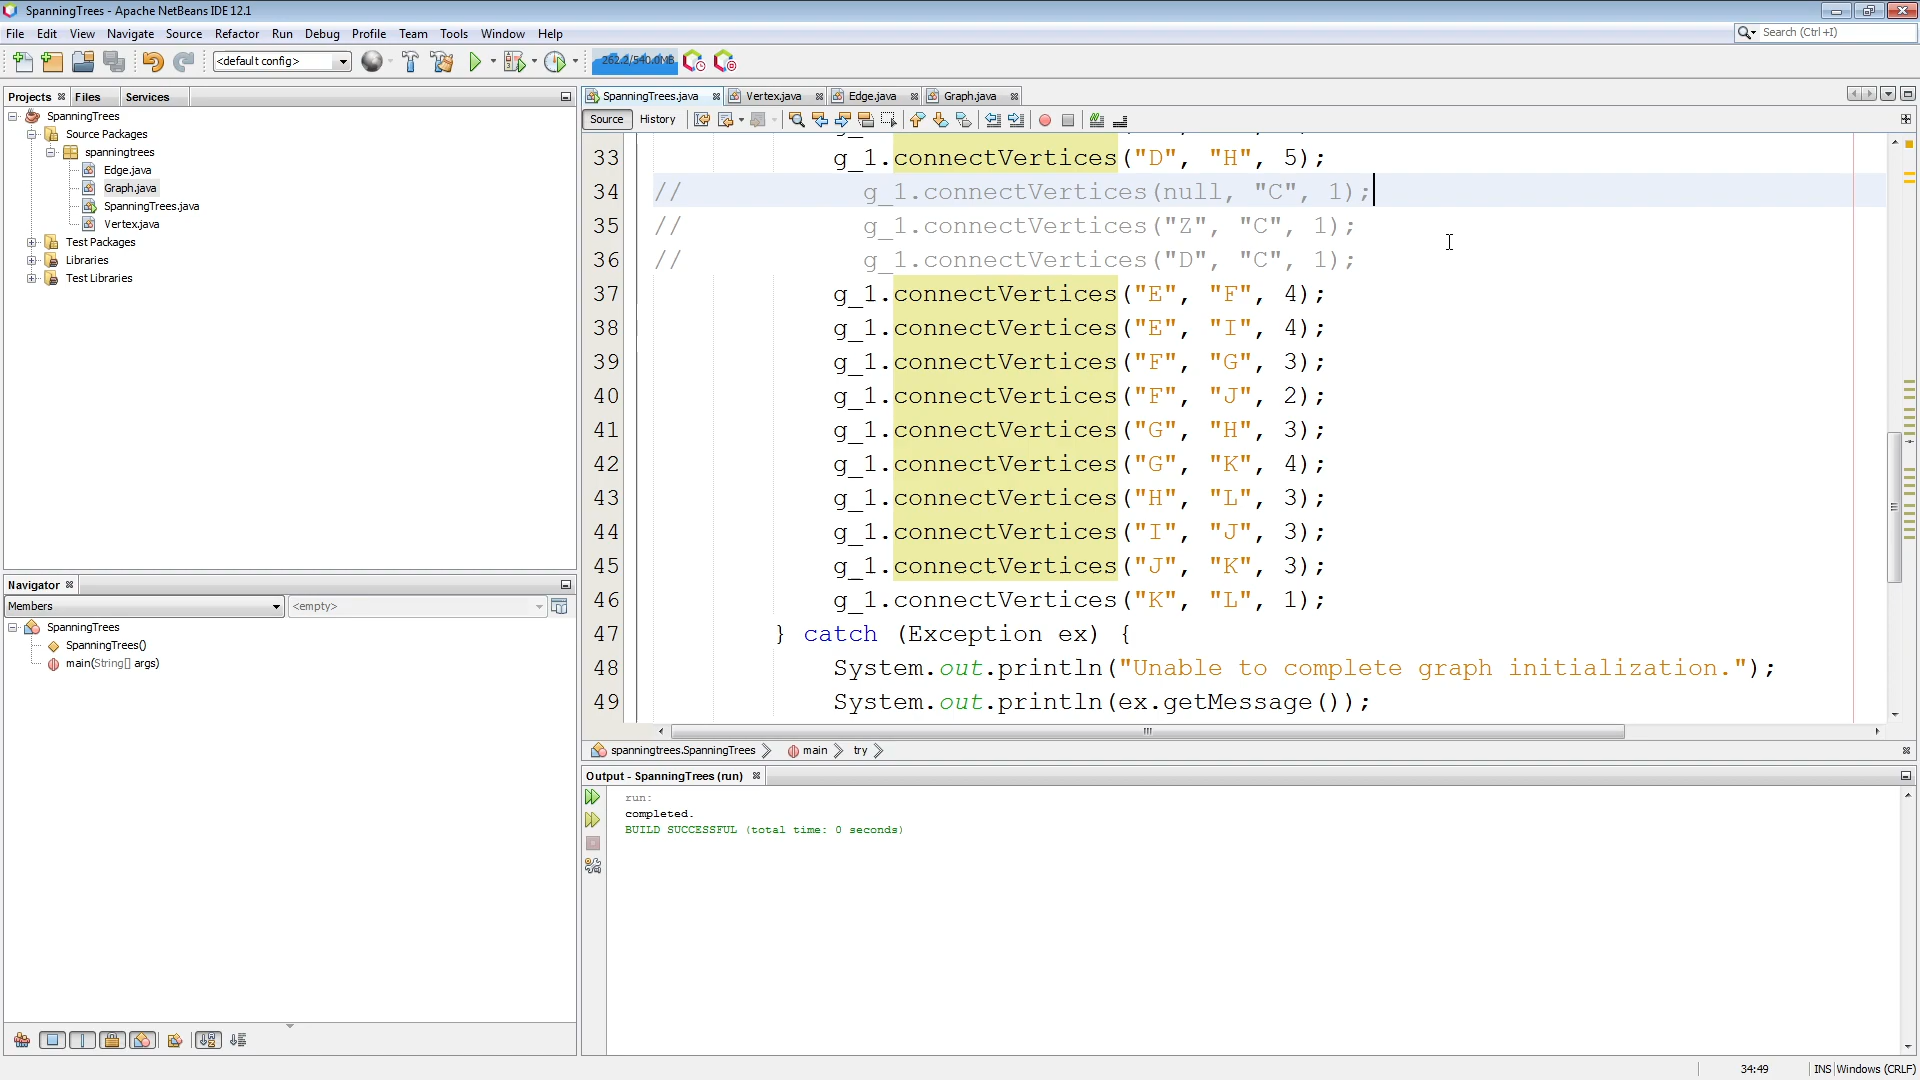 SpanningTrees - Apache NetBeans IDE 12.1
File Edit View Navigate Source Refactor Run Debug Profile Team Tools Window Help
Search (Ctrl+I)
<default config>
262.2/540.0MB
Projects Files Services
SpanningTrees
Source Packages
spanningtrees
Edge.java
Graph.java
SpanningTrees.java
Vertex.java
Test Packages
Libraries
Test Libraries
Navigator
Members
<empty>
SpanningTrees
SpanningTrees()
main(String[] args)
SpanningTrees.java Vertex.java Edge.java Graph.java
Source History
33 g_1.connectVertices("D", "H", 5);
34 // g_1.connectVertices(null, "C", 1);
35 // g_1.connectVertices("Z", "C", 1);
36 // g_1.connectVertices("D", "C", 1);
37 g_1.connectVertices("E", "F", 4);
38 g_1.connectVertices("E", "I", 4);
39 g_1.connectVertices("F", "G", 3);
40 g_1.connectVertices("F", "J", 2);
41 g_1.connectVertices("G", "H", 3);
42 g_1.connectVertices("G", "K", 4);
43 g_1.connectVertices("H", "L", 3);
44 g_1.connectVertices("I", "J", 3);
45 g_1.connectVertices("J", "K", 3);
46 g_1.connectVertices("K", "L", 1);
47 } catch (Exception ex) {
48 System.out.println("Unable to complete graph initialization.");
49 System.out.println(ex.getMessage());
spanningtrees.SpanningTrees main try
Output - SpanningTrees (run)
run:
completed.
BUILD SUCCESSFUL (total time: 0 seconds)
34:49 INS Windows (CRLF)